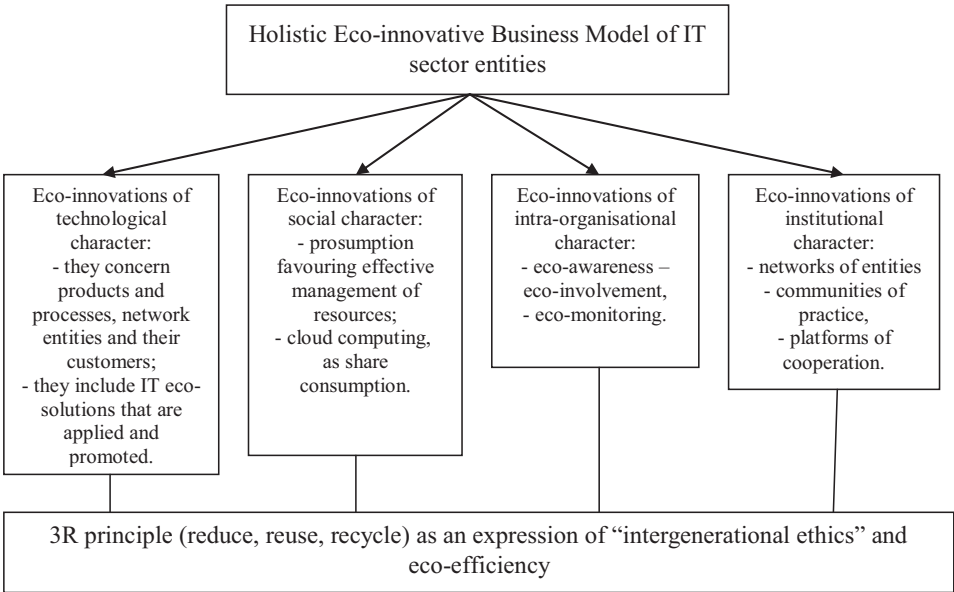 Holistic Eco-innovative Business Model of IT
sector entities
Eco-innovations of
technological
character:
- they concern
products and
processes, network
entities and their
customers;
- they include IT eco-
solutions that are
applied and
promoted.
Eco-innovations of
social character:
- prosumption
favouring effective
management of
resources;
- cloud computing,
as share
consumption.
Eco-innovations of
intra-organisational
character:
- eco-awareness –
eco-involvement,
- eco-monitoring.
Eco-innovations of
institutional
character:
- networks of entities
- communities of
practice,
- platforms of
cooperation.
3R principle (reduce, reuse, recycle) as an expression of “intergenerational ethics” and
eco-efficiency